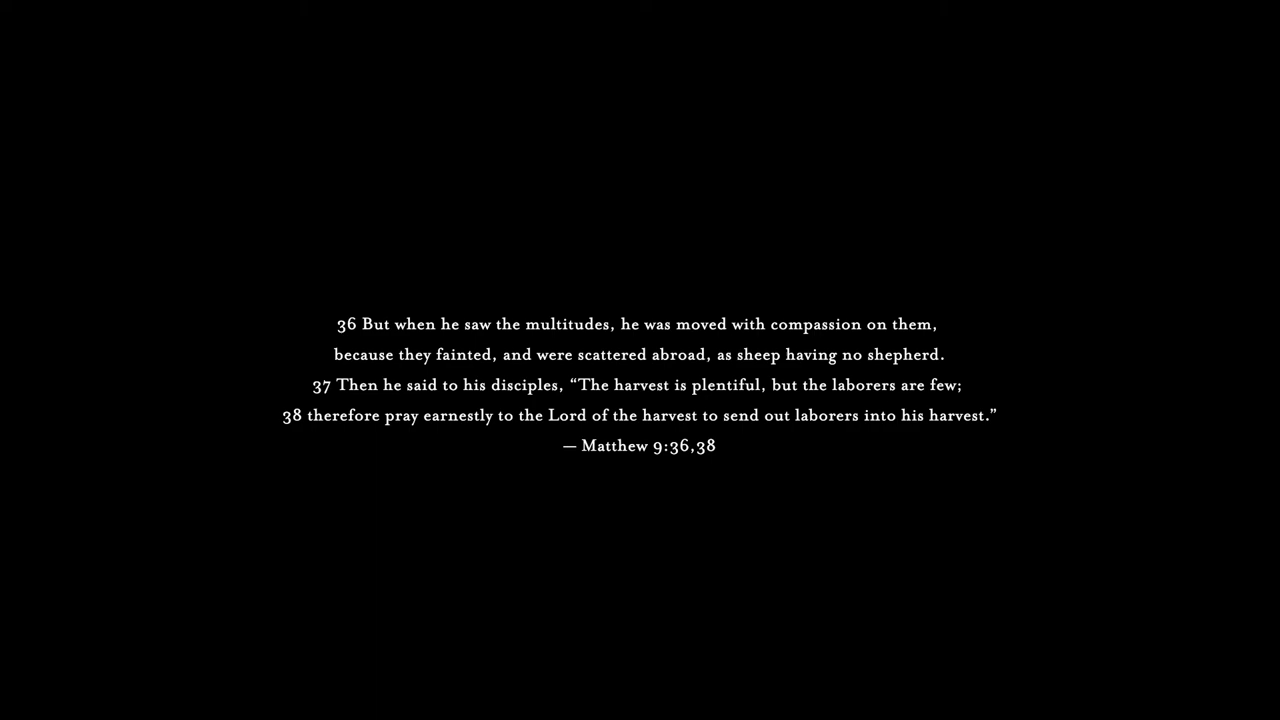 36 But when he saw the multitudes, he was moved with compassion on them,
because they fainted, and were scattered abroad, as sheep having no shepherd.
37 Then he said to his disciples, “The harvest is plentiful, but the laborers are few;
38 therefore pray earnestly to the Lord of the harvest to send out laborers into his harvest.”
— Matthew 9:36,38